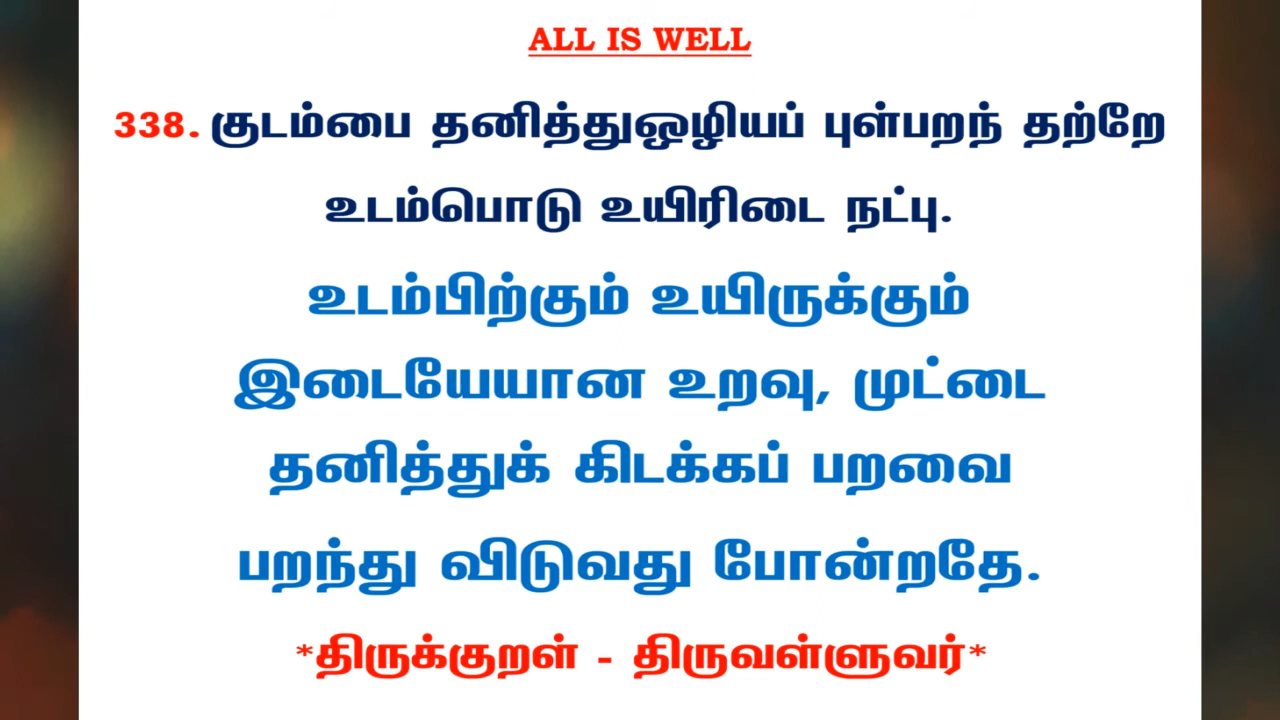 ALL IS WELL
338. குடம்பை தனித்துஒழியப் புள்பறந் தற்றே
உடம்பொடு உயிரிடை நட்பு.
உடம்பிற்கும் உயிருக்கும்
இடையேயான உறவு, முட்டை
தனித்துக் கிடக்கப் பறவை
பறந்து விடுவது போன்றதே.
*திருக்குறள் - திருவள்ளுவர்*